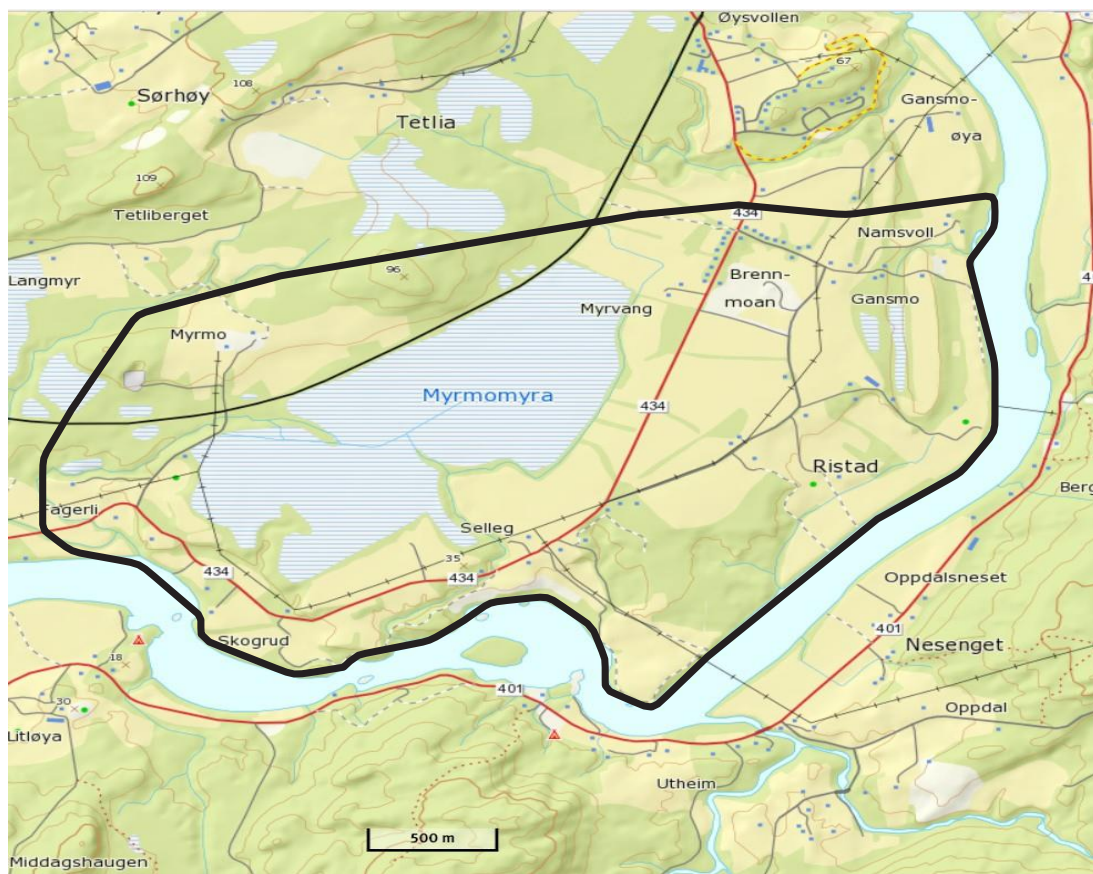 Øysvollen
67
108
Sørhøy
Gansmo-
øya
Tetlia
109
Tetliberget
434
Namsvoll
Langmyr
96
Brenn-
moan
Gansmo
Myrvang
Myrmo
Myrmomyra
434
Ristad
Fagerli
Selleg
35
434
434
Oppdalsneset
401
Skogrud
Nesenget
18
401
30
Litløya
Oppdal
Utheim
500 m
Middagshaugen